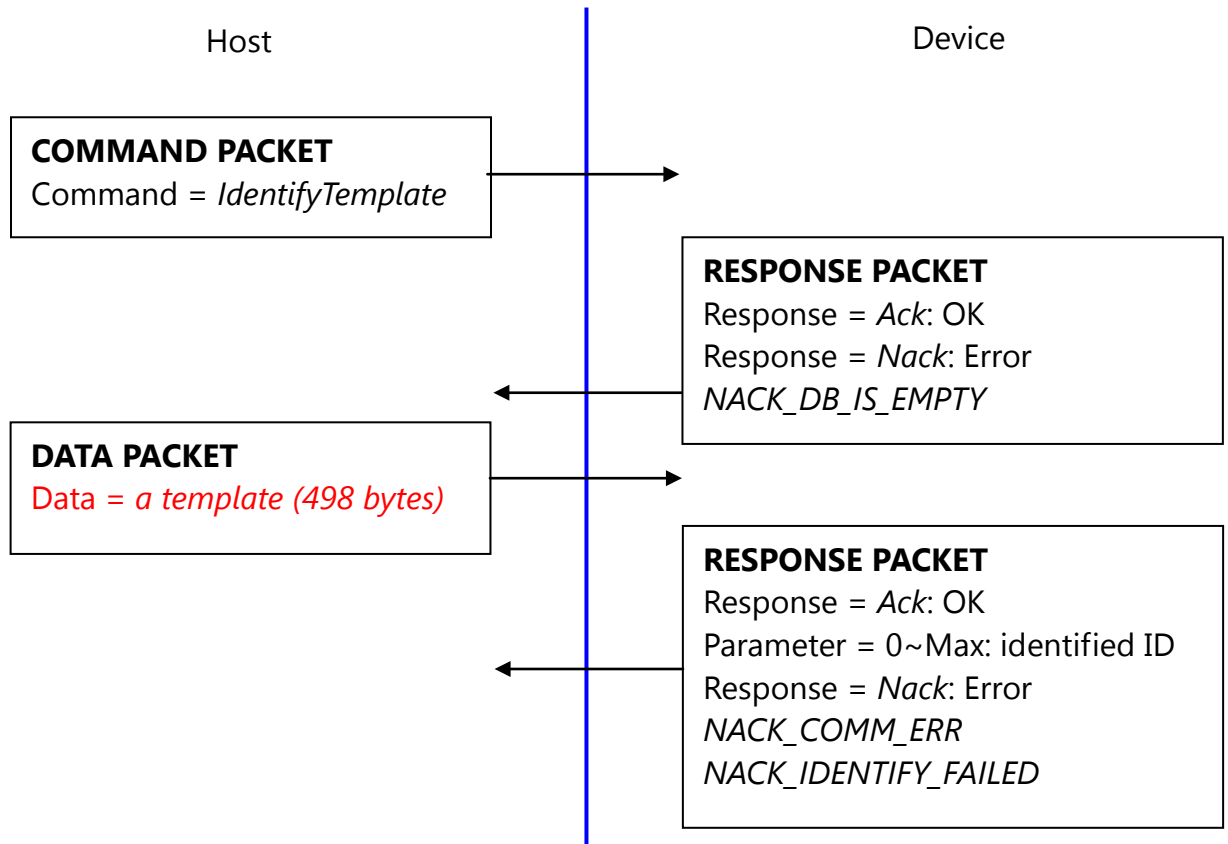 Host
Device
COMMAND PACKET
Command = IdentifyTemplate
RESPONSE PACKET
Response = Ack: OK
Response = Nack: Error
NACK_DB_IS_EMPTY
DATA PACKET
Data = a template (498 bytes)
RESPONSE PACKET
Response = Ack: OK
Parameter = 0~Max: identified ID
Response = Nack: Error
NACK_COMM_ERR
NACK_IDENTIFY_FAILED